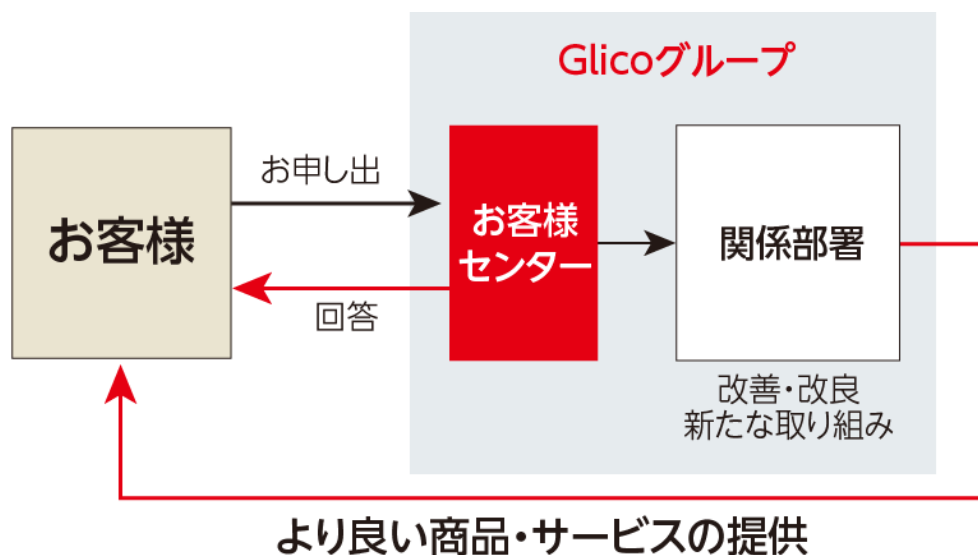 Glicoグループ
お申し出
お客様
お客様
センター
関係部署
回答
改善・改良
新たな取り組み
より良い商品・サービスの提供